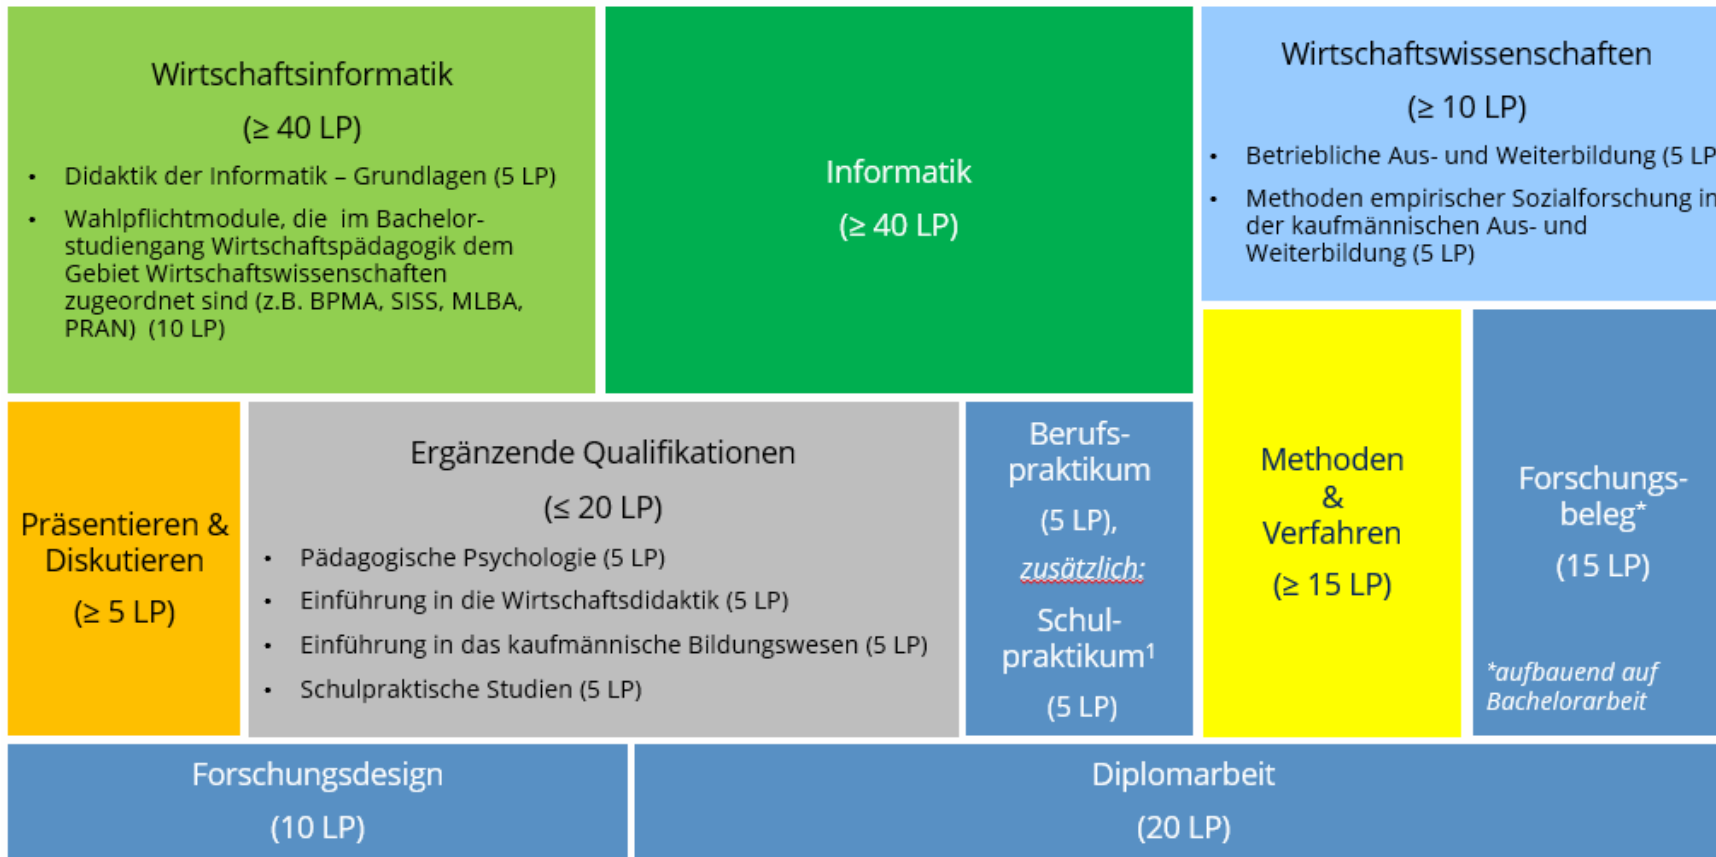 Wirtschaftsinformatik
(≥ 40 LP)
• Didaktik der Informatik – Grundlagen (5 LP)
• Wahlpflichtmodule, die im Bachelor-
studiengang Wirtschaftspädagogik dem
Gebiet Wirtschaftswissenschaften
zugeordnet sind (z.B. BPMA, SISS, MLBA,
PRAN) (10 LP)
Informatik
(≥ 40 LP)
Wirtschaftswissenschaften
(≥ 10 LP)
• Betriebliche Aus- und Weiterbildung (5 LP
• Methoden empirischer Sozialforschung in
der kaufmännischen Aus- und
Weiterbildung (5 LP)
Präsentieren &
Diskutieren
(≥ 5 LP)
Ergänzende Qualifikationen
(≤ 20 LP)
• Pädagogische Psychologie (5 LP)
• Einführung in die Wirtschaftsdidaktik (5 LP)
• Einführung in das kaufmännische Bildungswesen (5 LP)
• Schulpraktische Studien (5 LP)
Berufs-
praktikum
(5 LP),
zusätzlich:
Schul-
praktikum¹
(5 LP)
Methoden
&
Verfahren
(≥ 15 LP)
Forschungs-
beleg*
(15 LP)
*aufbauend auf
Bachelorarbeit
Forschungsdesign
(10 LP)
Diplomarbeit
(20 LP)